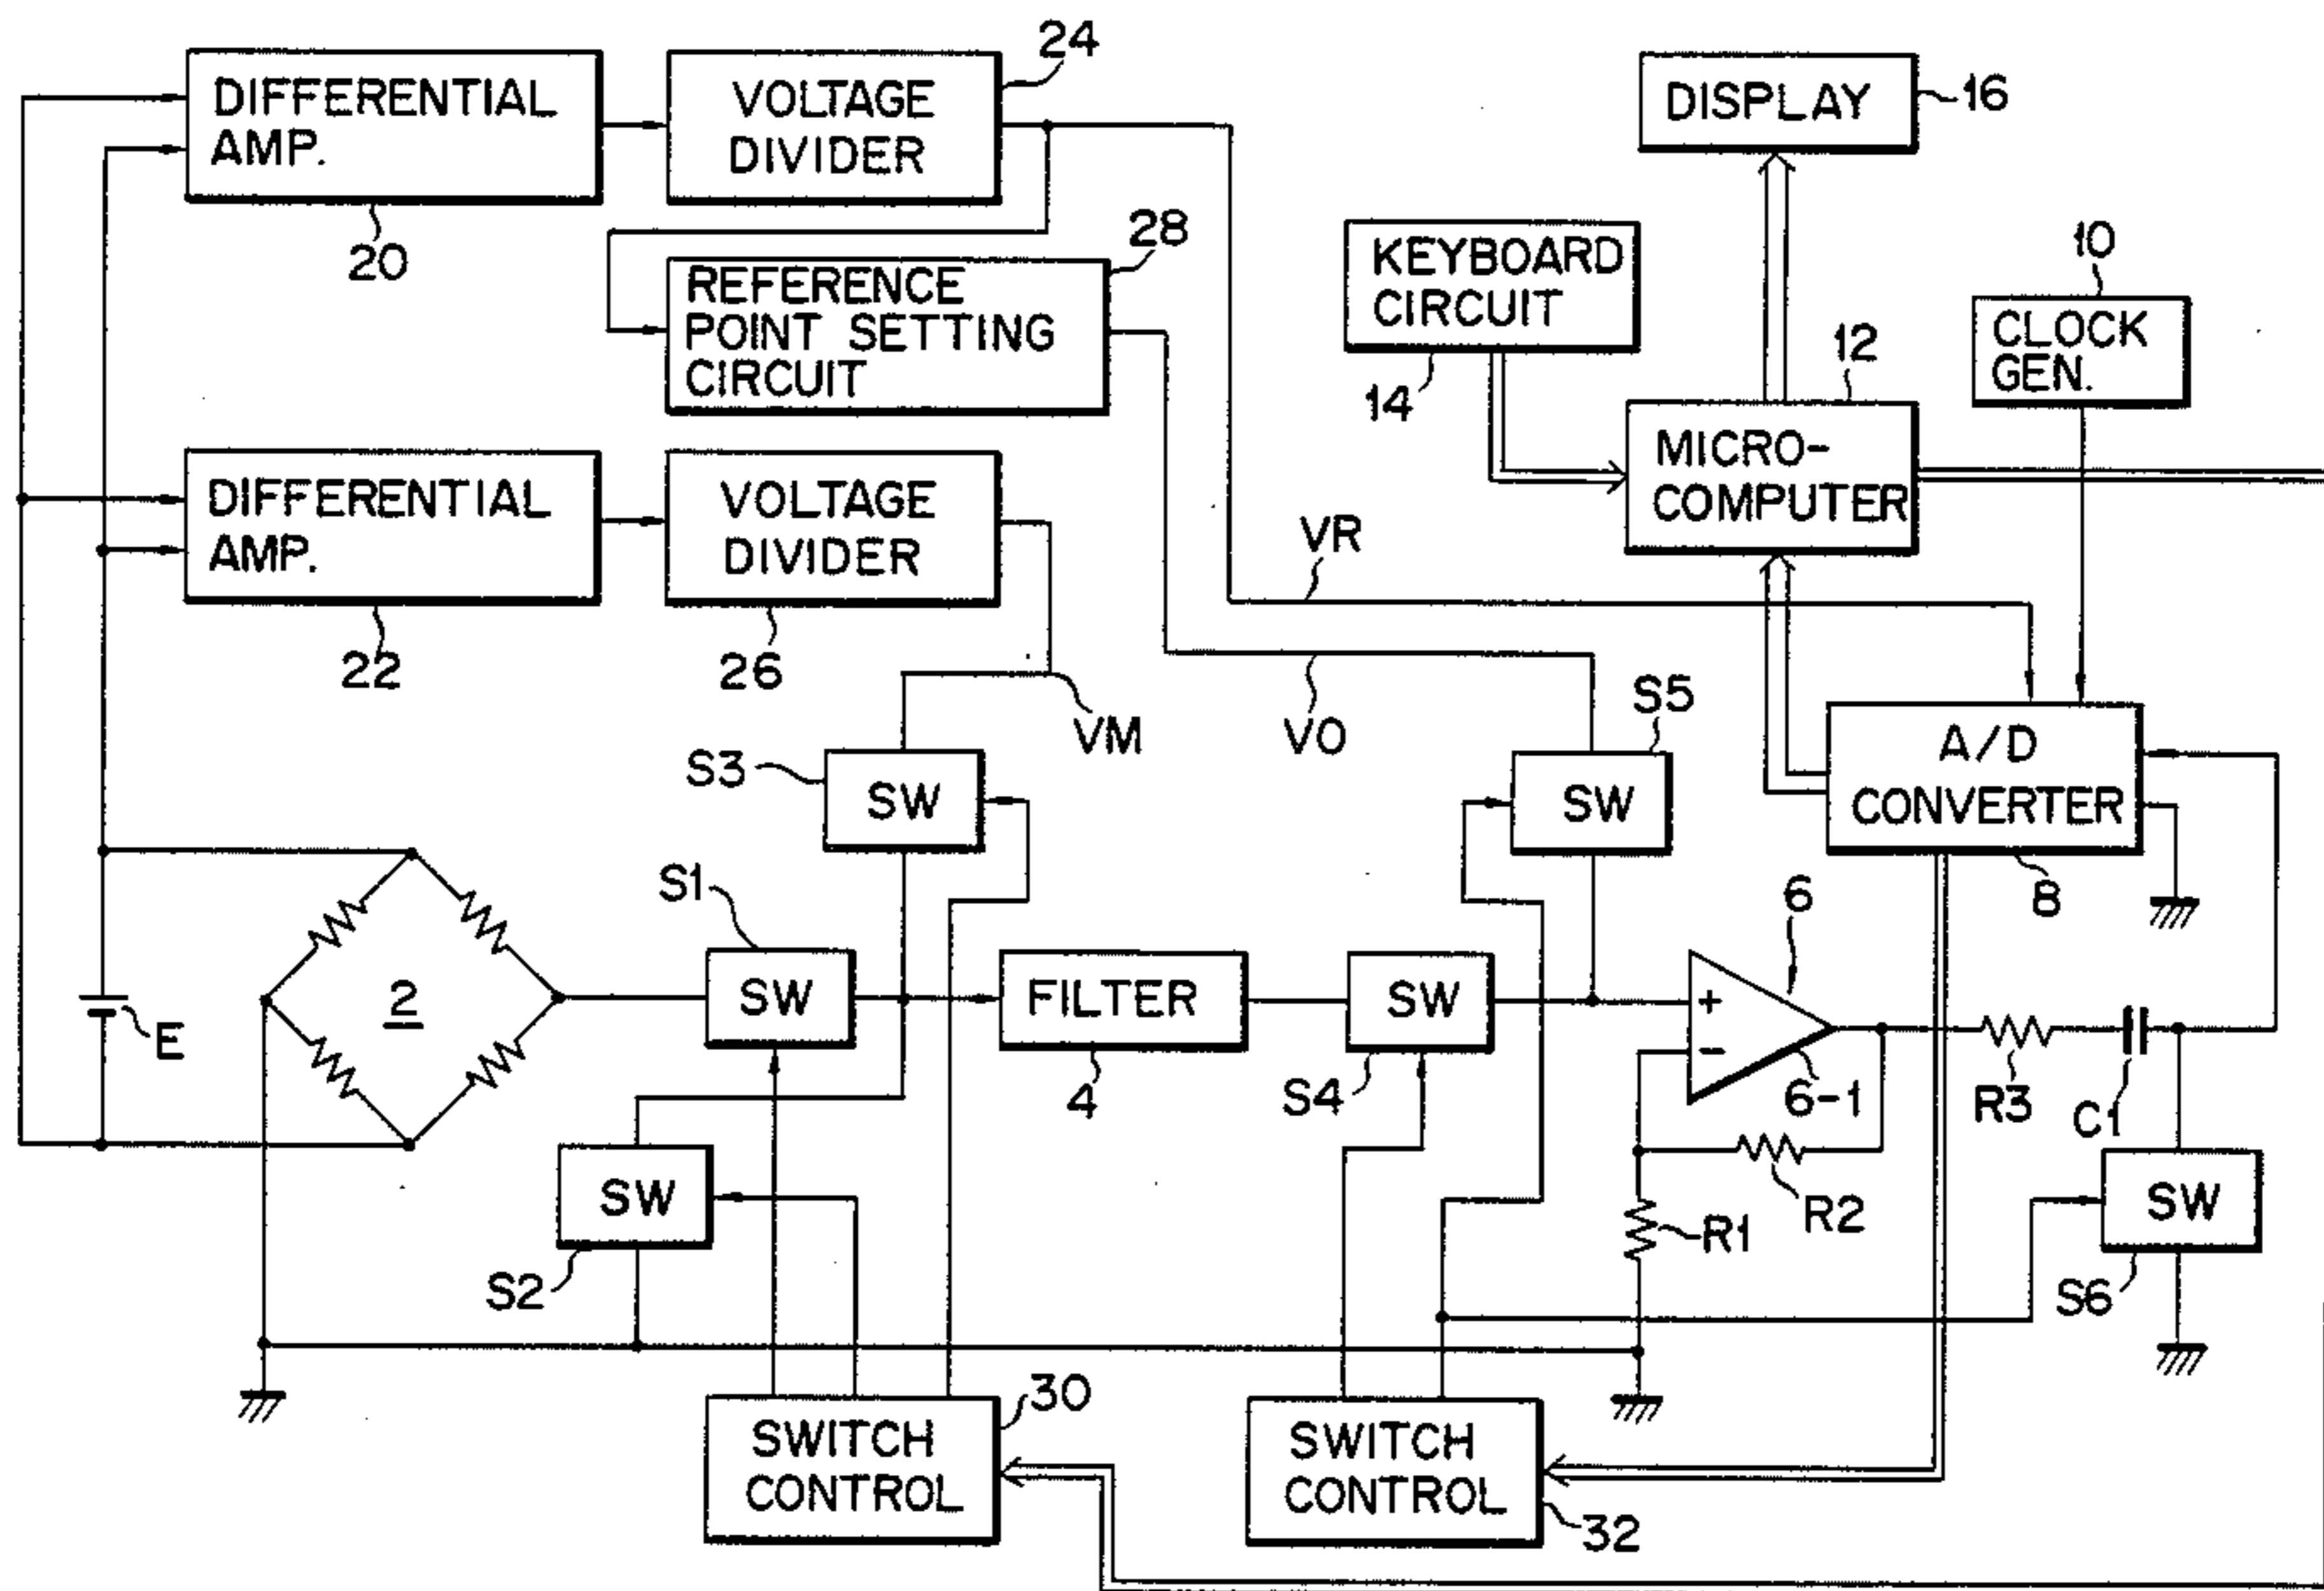 24
DIFFERENTIAL
AMP.
VOLTAGE
DIVIDER
DISPLAY
16
20
28
REFERENCE
POINT SETTING
CIRCUIT
KEYBOARD
CIRCUIT
14
10
CLOCK
GEN.
12
MICRO-
COMPUTER
DIFFERENTIAL
AMP.
VOLTAGE
DIVIDER
22
26
VR
VM
VO
S5
S3
SW
SW
A/D
CONVERTER
8
S1
6
2
E
SW
FILTER
4
SW
S4
+
−
6-1
R3
C1
SW
S2
R2
R1
SW
S6
30
SWITCH
CONTROL
SWITCH
CONTROL
32